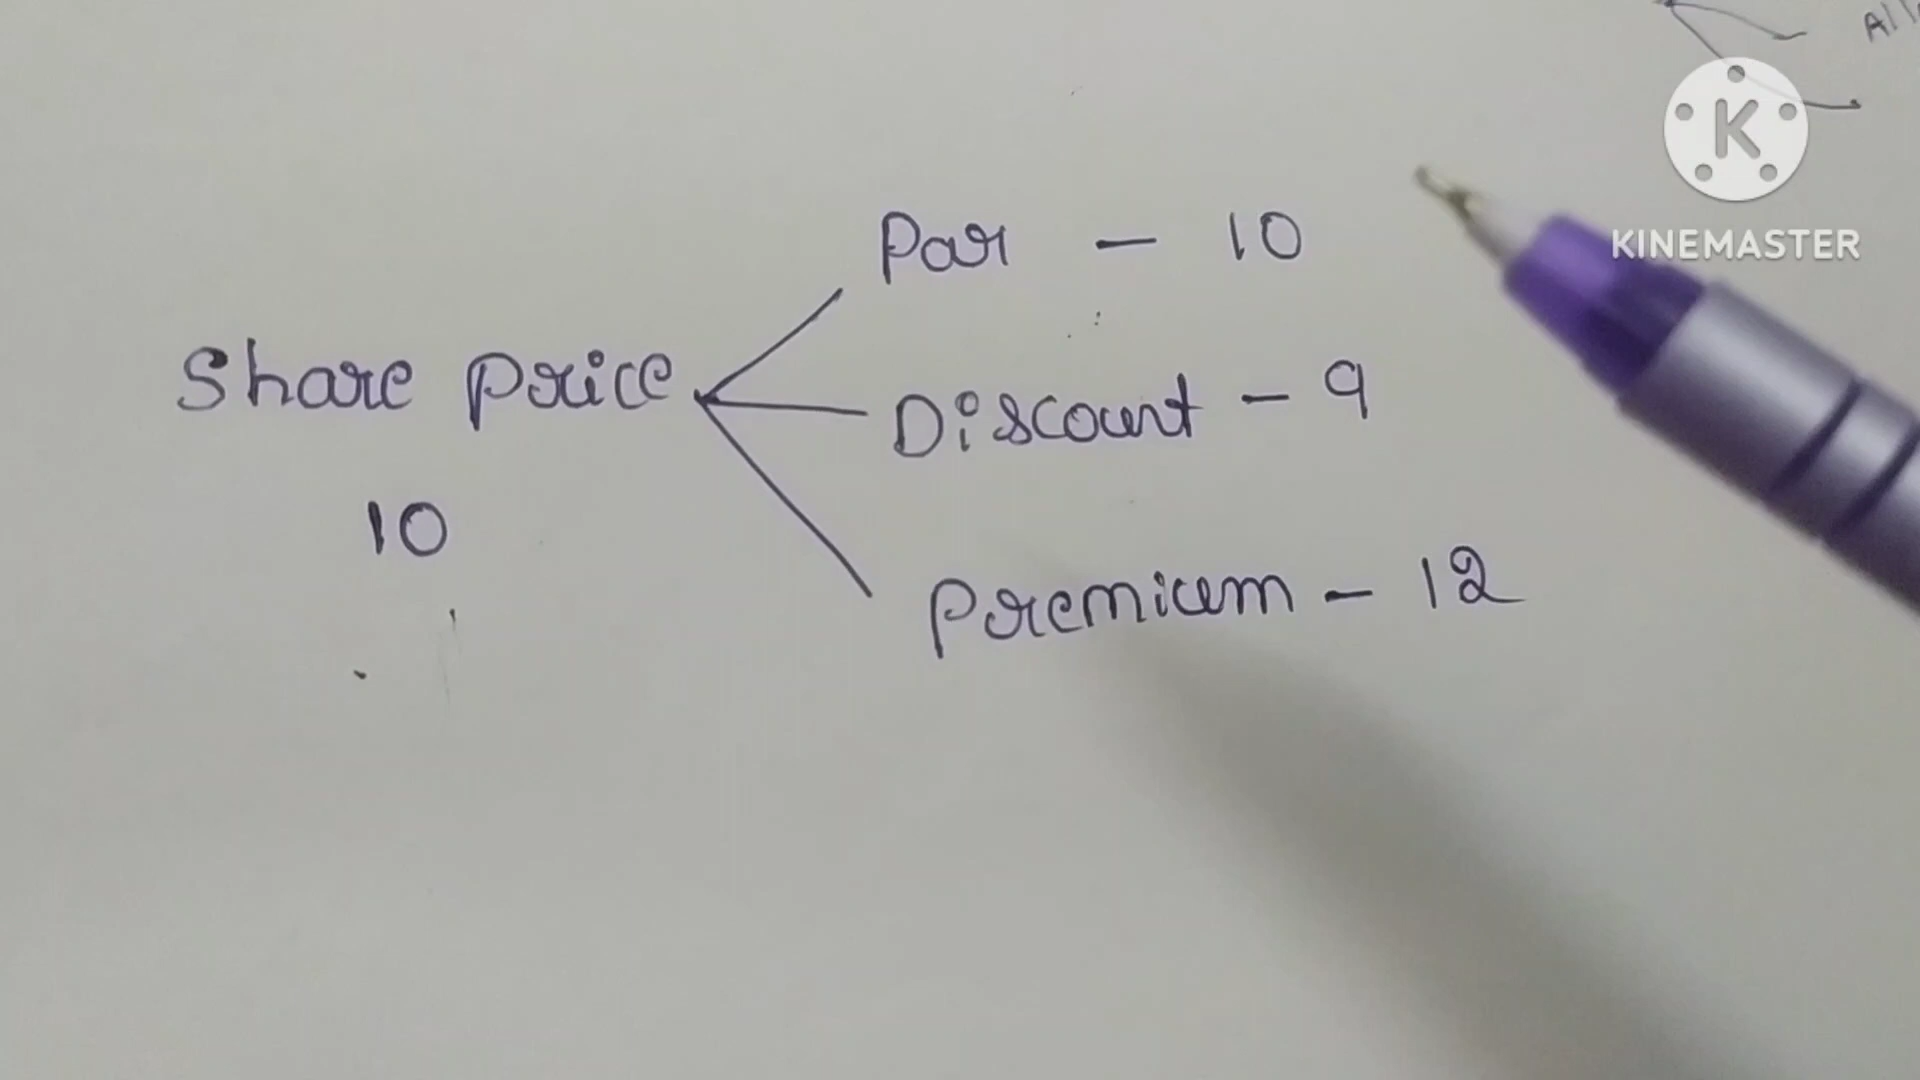 Par - 10
KINEMASTER
Share price
Discount - 9
10
Premium - 12